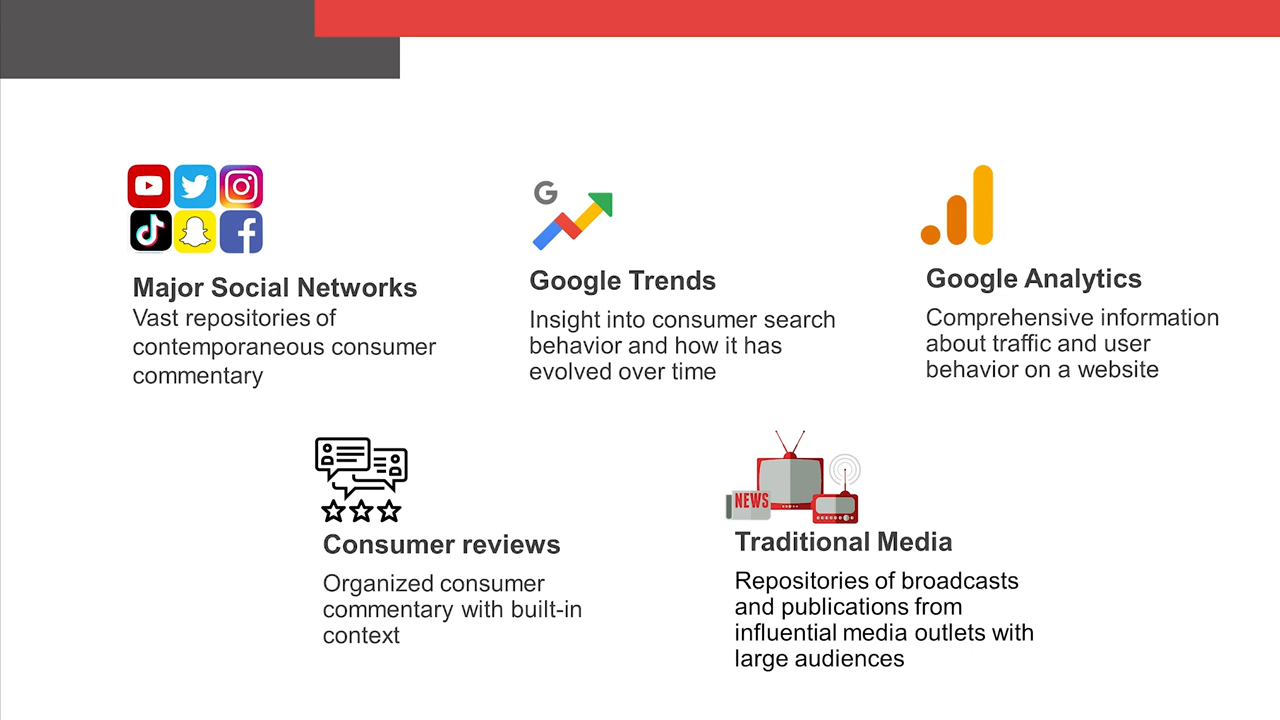 Major Social Networks
Vast repositories of
contemporaneous consumer
commentary
G
Google Trends
Insight into consumer search
behavior and how it has
evolved over time
Google Analytics
Comprehensive information
about traffic and user
behavior on a website
Consumer reviews
Organized consumer
commentary with built-in
context
NEWS
Traditional Media
Repositories of broadcasts
and publications from
influential media outlets with
large audiences